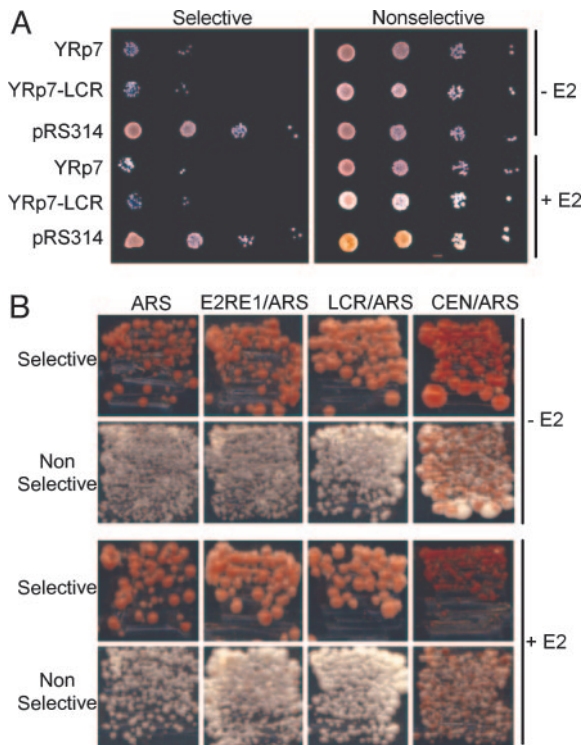 A
Selective Nonselective
YRp7
YRp7-LCR
pRS314
- E2
YRp7
YRp7-LCR
pRS314
+ E2
B
ARS E2RE1/ARS LCR/ARS CEN/ARS
Selective
Non
Selective
- E2
Selective
Non
Selective
+ E2